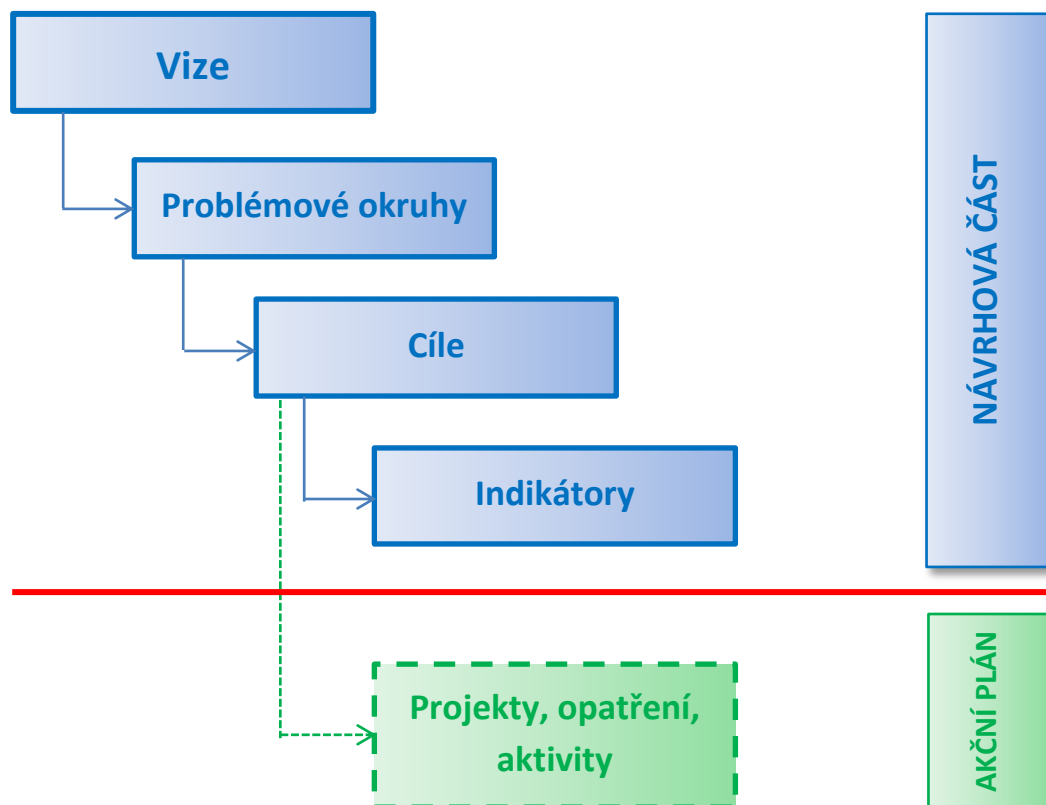 Vize
Problémové okruhy
Cíle
Indikátory
NÁVRHOVÁ ČÁST
Projekty, opatření,
aktivity
AKČNÍ PLÁN